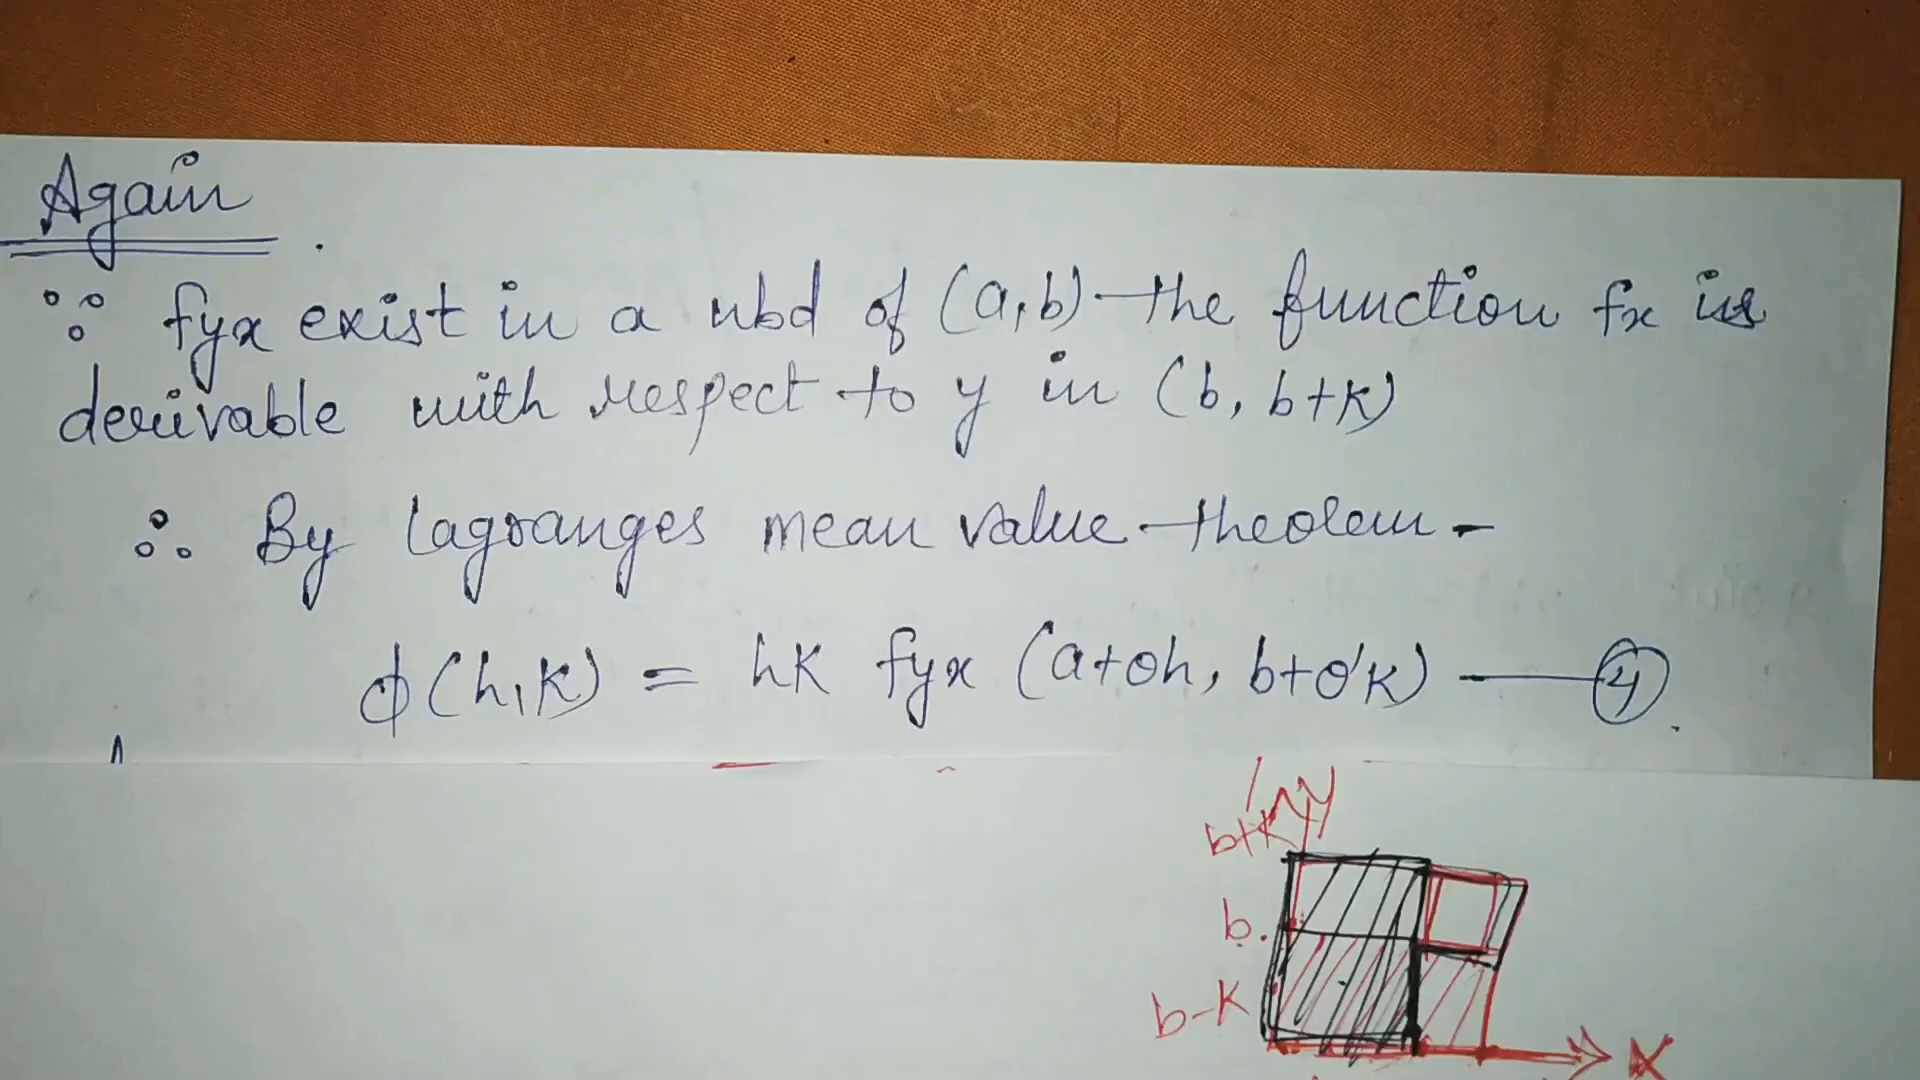 Again
∵ fyx exist in a nbd of (a,b) the function fx is
derivable with respect to y in (b, b+K)
∴ By Lagranges mean value theorem -
ϕ(h,K) = hK fyx (a+θh, b+θ'K) — ④
y
b+K
b.
b-K
X